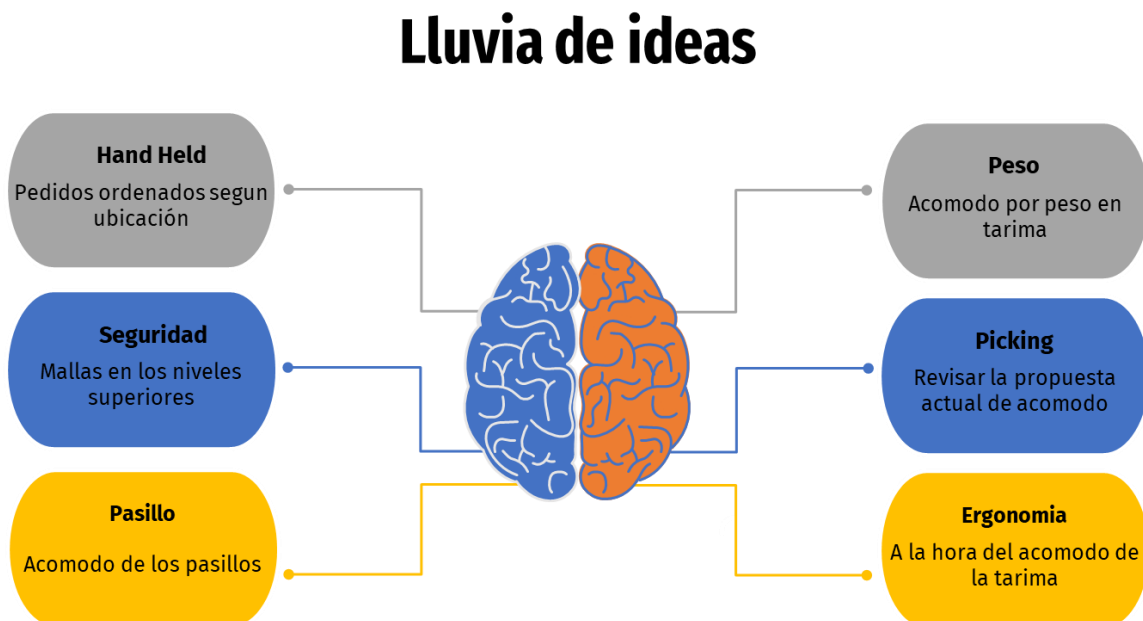 Lluvia de ideas
Hand Held
Pedidos ordenados segun
ubicación
Seguridad
Mallas en los niveles
superiores
Pasillo
Acomodo de los pasillos
Peso
Acomodo por peso en
tarima
Picking
Revisar la propuesta
actual de acomodo
Ergonomia
A la hora del acomodo de
la tarima